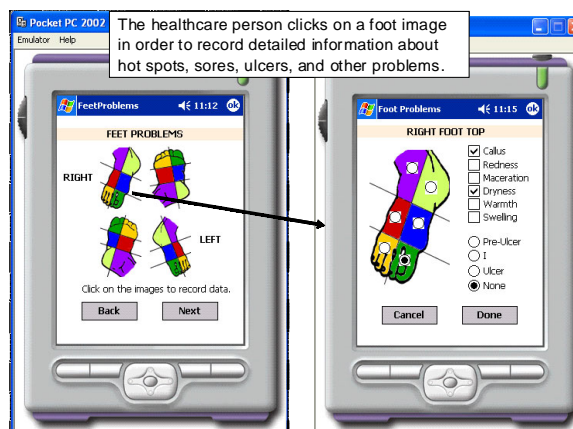 Pocket PC 2002
Emulator Help
The healthcare person clicks on a foot image
in order to record detailed information about
hot spots, sores, ulcers, and other problems.
FeetProblems 11:12 ok
FEET PROBLEMS
RIGHT
LEFT
Click on the images to record data.
Back Next
Foot Problems 11:15 ok
RIGHT FOOT TOP
Callus
Redness
Maceration
Dryness
Warmth
Swelling
Pre-Ulcer
I
Ulcer
None
Cancel Done